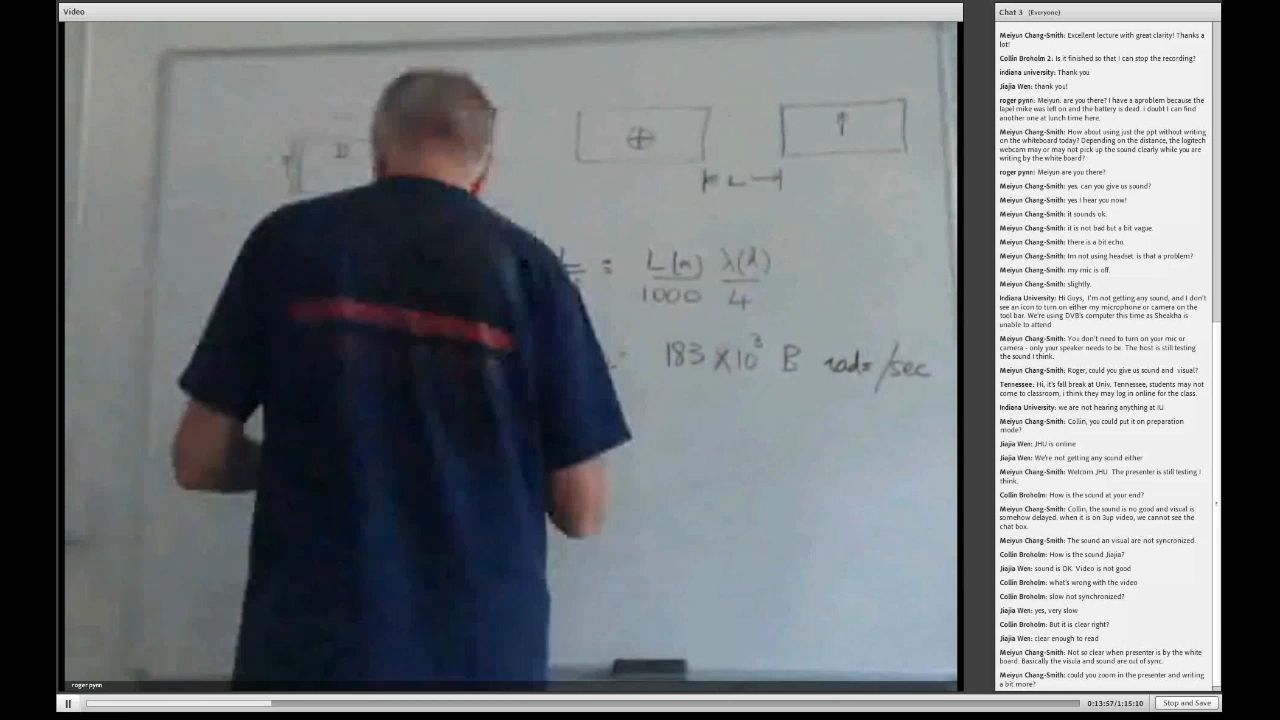 Video
D
L
L(m) λ(Å)
= ——— ———
1000 4
= 183 × 10³ B rads/sec
roger pynn
0:13:57/1:15:10
Stop and Save
Chat 3 (Everyone)
Meiyun Chang-Smith: Excellent lecture with great clarity! Thanks a
lot!
Collin Broholm 2: Is it finished so that I can stop the recording?
indiana university: Thank you
Jiajia Wen: thank you!
roger pynn: Meiyun: are you there? I have a aproblem because the
lapel mike was left on and the battery is dead. I doubt I can find
another one at lunch time here.
Meiyun Chang-Smith: How about using just the ppt without writing
on the whiteboard today? Depending on the distance, the logitech
webcam may or may not pick up the sound clearly while you are
writing by the white board?
roger pynn: Meiyun are you there?
Meiyun Chang-Smith: yes, can you give us sound?
Meiyun Chang-Smith: yes I hear you now!
Meiyun Chang-Smith: it sounds ok.
Meiyun Chang-Smith: it is not bad but a bit vague.
Meiyun Chang-Smith: there is a bit echo.
Meiyun Chang-Smith: Im not using headset. is that a problem?
Meiyun Chang-Smith: my mic is off.
Meiyun Chang-Smith: slightly.
Indiana University: Hi Guys, I'm not getting any sound, and I don't
see an icon to turn on either my microphone or camera on the
tool bar. We're using DVB's computer this time as Sheakha is
unable to attend
Meiyun Chang-Smith: You don't need to turn on your mic or
camera - only your speaker needs to be. The host is still testing
the sound I think.
Meiyun Chang-Smith: Roger, could you give us sound and visual?
Tennessee: Hi, it's fall break at Univ. Tennessee, students may not
come to classroom, i think they may log in online for the class.
Indiana University: we are not hearing anything at IU
Meiyun Chang-Smith: Collin, you could put it on preparation
mode?
Jiajia Wen: JHU is online
Jiajia Wen: We're not getting any sound either
Meiyun Chang-Smith: Welcom JHU. The presenter is still testing I
think.
Collin Broholm: How is the sound at your end?
Meiyun Chang-Smith: Collin, the sound is no good and visual is
somehow delayed. when it is on 3up video, we cannot see the
chat box.
Meiyun Chang-Smith: The sound an visual are not syncronized.
Collin Broholm: How is the sound Jiajia?
Jiajia Wen: sound is OK. Video is not good
Collin Broholm: what's wrong with the video
Collin Broholm: slow not synchronized?
Jiajia Wen: yes, very slow
Collin Broholm: But it is clear right?
Jiajia Wen: clear enough to read
Meiyun Chang-Smith: Not so clear when presenter is by the white
board. Basically the visula and sound are out of sync.
Meiyun Chang-Smith: could you zoom in the presenter and writing
a bit more?